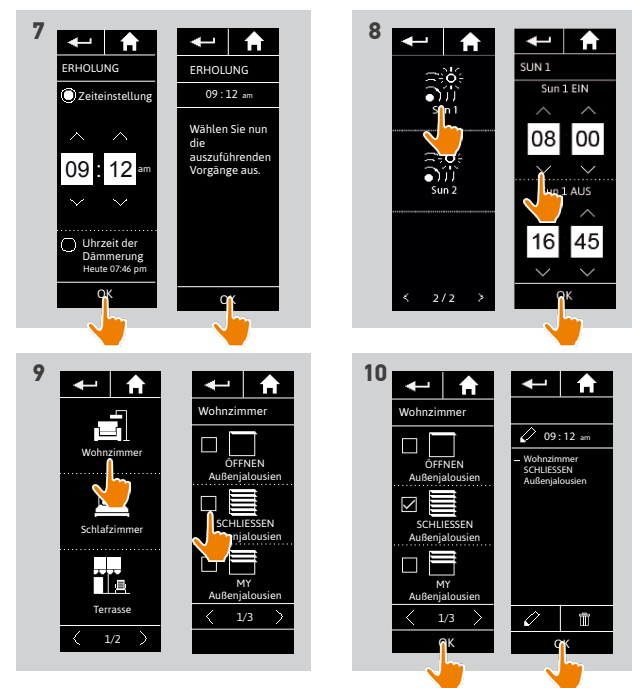 7
ERHOLUNG
Zeiteinstellung
09 : 12 am
Uhrzeit der
Dämmerung
Heute 07:46 pm
OK
ERHOLUNG
09 : 12 am
Wählen Sie nun
die
auszuführenden
Vorgänge aus.
OK
8
Sun 1
Sun 2
< 2 / 2 >
SUN 1
Sun 1 EIN
08 00
Sun 1 AUS
16 45
OK
9
Wohnzimmer
Schlafzimmer
Terrasse
< 1/2 >
Wohnzimmer
ÖFFNEN
Außenjalousien
SCHLIESSEN
Außenjalousien
MY
Außenjalousien
< 1/3 >
10
Wohnzimmer
ÖFFNEN
Außenjalousien
SCHLIESSEN
Außenjalousien
MY
Außenjalousien
< 1/3 >
OK
09 : 12 am
– Wohnzimmer
SCHLIESSEN
Außenjalousien
OK